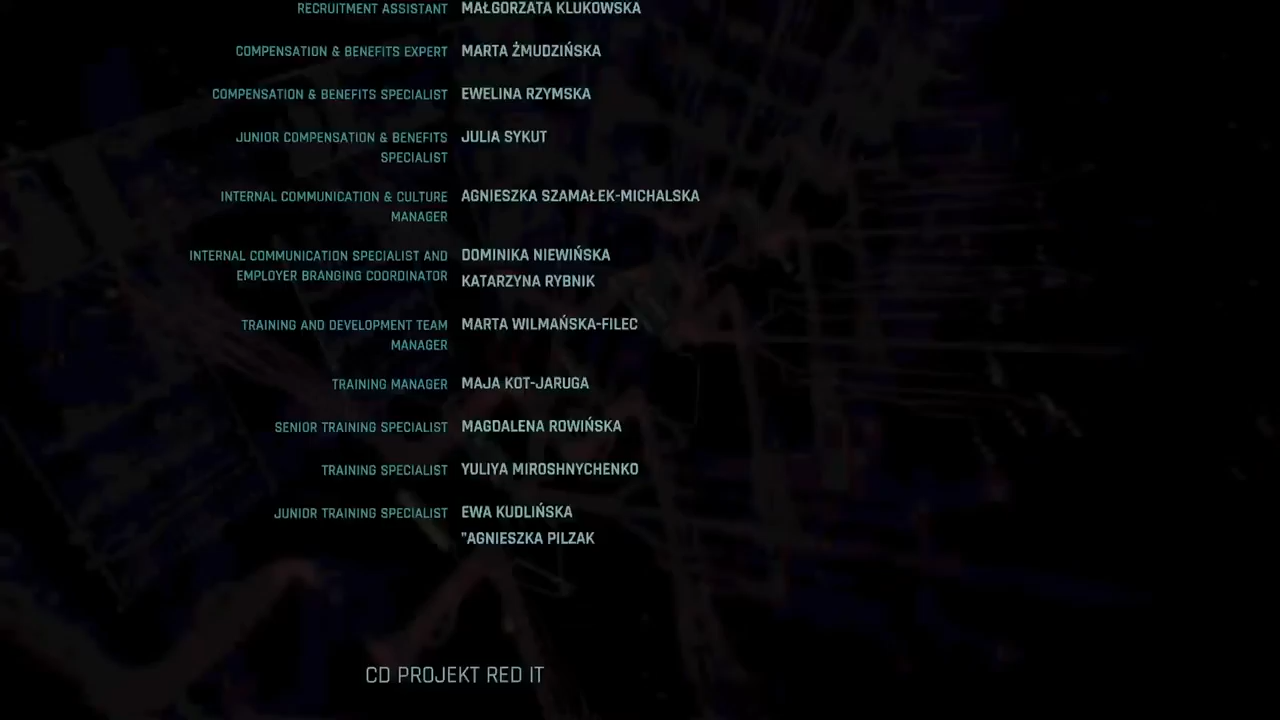 RECRUITMENT ASSISTANT MAŁGORZATA KLUKOWSKA
COMPENSATION & BENEFITS EXPERT MARTA ŻMUDZIŃSKA
COMPENSATION & BENEFITS SPECIALIST EWELINA RZYMSKA
JUNIOR COMPENSATION & BENEFITS JULIA SYKUT
SPECIALIST
INTERNAL COMMUNICATION & CULTURE AGNIESZKA SZAMAŁEK-MICHALSKA
MANAGER
INTERNAL COMMUNICATION SPECIALIST AND DOMINIKA NIEWIŃSKA
EMPLOYER BRANGING COORDINATOR KATARZYNA RYBNIK
TRAINING AND DEVELOPMENT TEAM MARTA WILMAŃSKA-FILEC
MANAGER
TRAINING MANAGER MAJA KOT-JARUGA
SENIOR TRAINING SPECIALIST MAGDALENA ROWIŃSKA
TRAINING SPECIALIST YULIYA MIROSHNYCHENKO
JUNIOR TRAINING SPECIALIST EWA KUDLIŃSKA
"AGNIESZKA PILZAK
CD PROJEKT RED IT